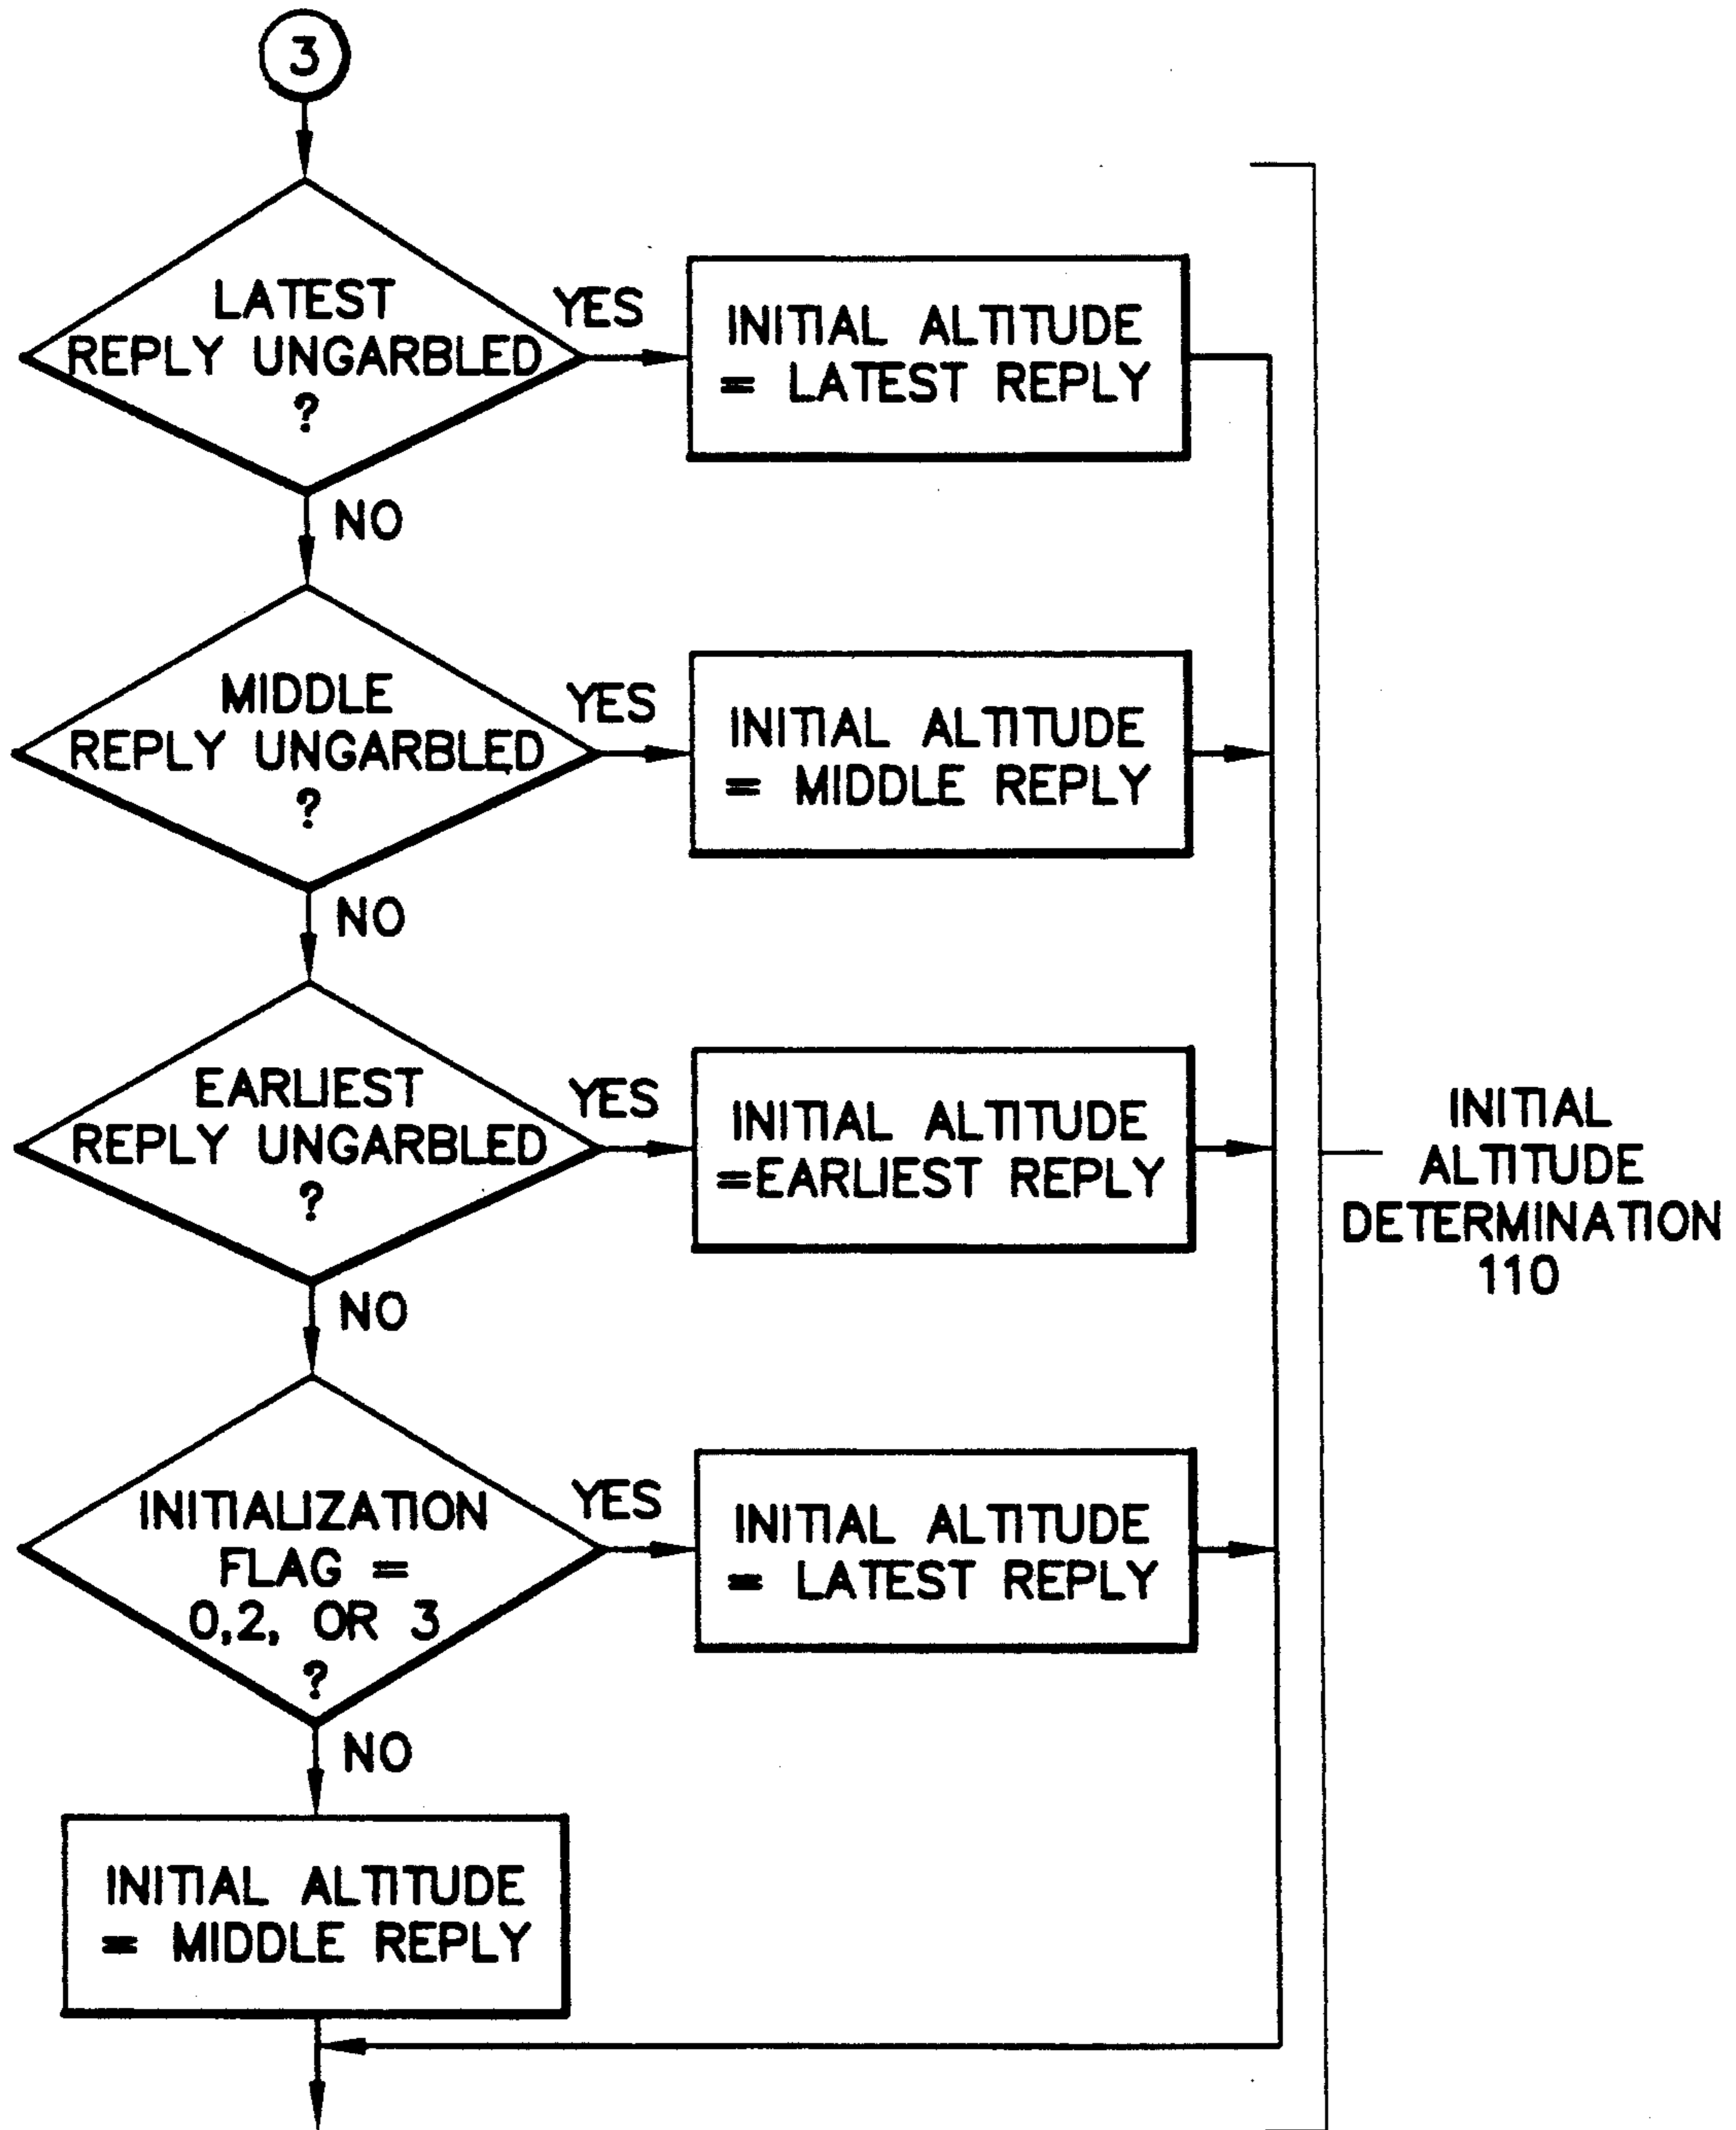 3
LATEST
REPLY UNGARBLED
?
YES
INITIAL ALTITUDE
= LATEST REPLY
NO
MIDDLE
REPLY UNGARBLED
?
YES
INITIAL ALTITUDE
= MIDDLE REPLY
NO
EARLIEST
REPLY UNGARBLED
?
YES
INITIAL ALTITUDE
=EARLIEST REPLY
INITIAL
ALTITUDE
DETERMINATION
110
NO
INITIALIZATION
FLAG =
0,2, OR 3
?
YES
INITIAL ALTITUDE
= LATEST REPLY
NO
INITIAL ALTITUDE
= MIDDLE REPLY